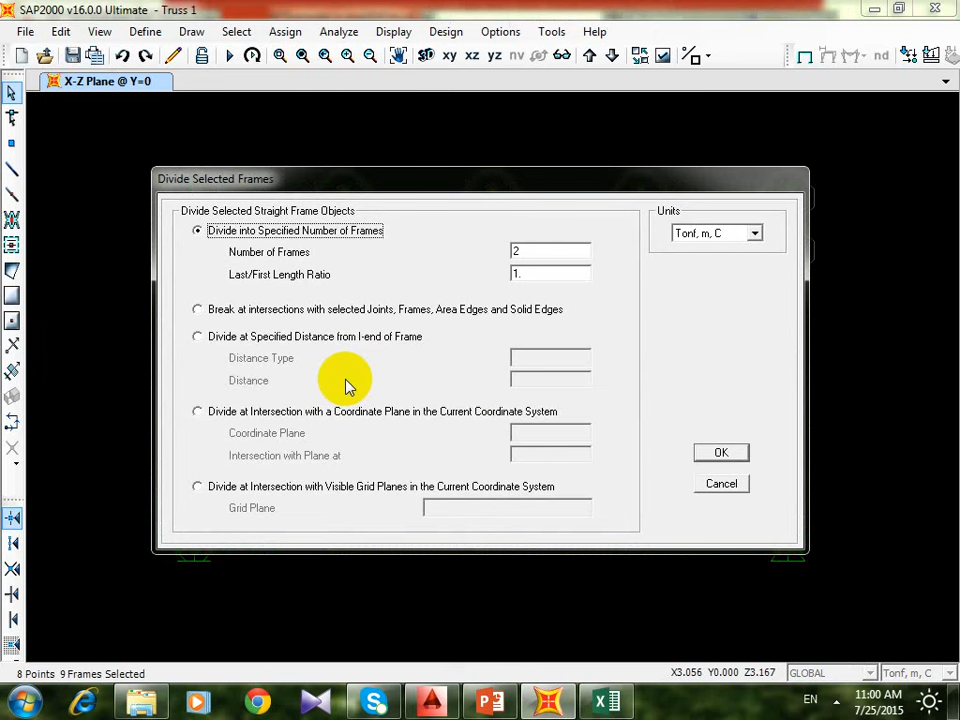 SAP2000 v16.0.0 Ultimate - Truss 1
File Edit View Define Draw Select Assign Analyze Display Design Options Tools Help
3D xy xz yz nv nd
X-Z Plane @ Y=0
Divide Selected Frames
Divide Selected Straight Frame Objects
Units
Divide into Specified Number of Frames
Tonf, m, C
Number of Frames 2
Last/First Length Ratio 1.
Break at intersections with selected Joints, Frames, Area Edges and Solid Edges
Divide at Specified Distance from I-end of Frame
Distance Type
Distance
Divide at Intersection with a Coordinate Plane in the Current Coordinate System
Coordinate Plane
Intersection with Plane at
OK
Cancel
Divide at Intersection with Visible Grid Planes in the Current Coordinate System
Grid Plane
8 Points 9 Frames Selected
X3.056 Y0.000 Z3.167
GLOBAL
Tonf, m, C
EN
11:00 AM
7/25/2015